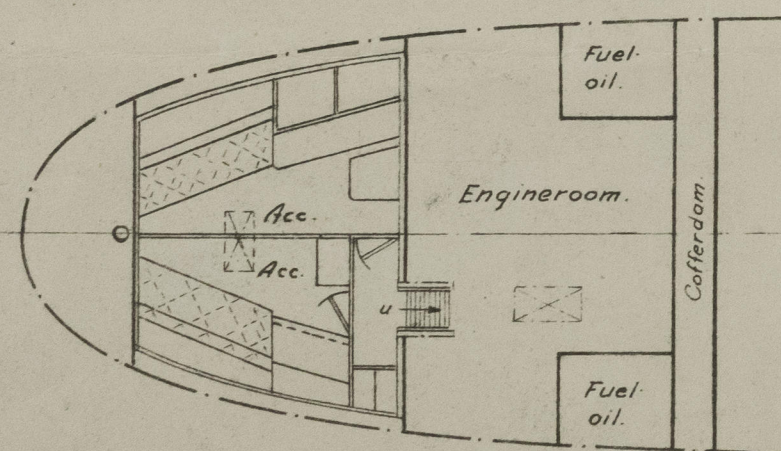 Fuel-
oil.
Acc.
Engineroom.
Cofferdam.
Acc.
u
Fuel-
oil.